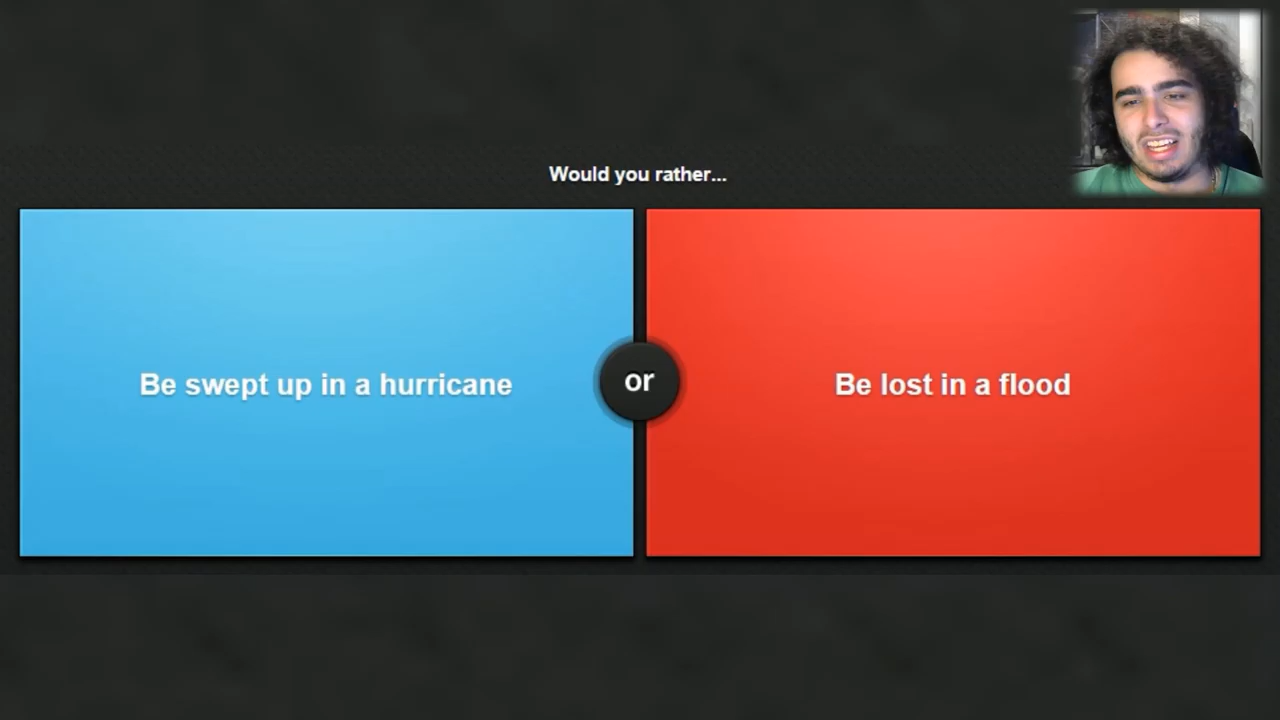 Would you rather...
Be swept up in a hurricane
or
Be lost in a flood